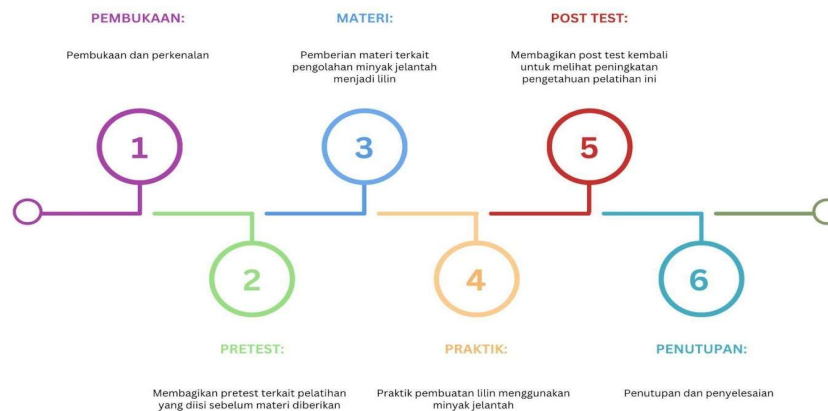 PEMBUKAAN:
Pembukaan dan perkenalan
1
PRETEST:
Membagikan pretest terkait pelatihan
yang diisi sebelum materi diberikan
2
MATERI:
Pemberian materi terkait
pengolahan minyak jelantah
menjadi lilin
3
PRAKTIK:
Praktik pembuatan lilin menggunakan
minyak jelantah
4
POST TEST:
Membagikan post test kembali
untuk melihat peningkatan
pengetahuan pelatihan ini
5
PENUTUPAN:
Penutupan dan penyelesaian
6